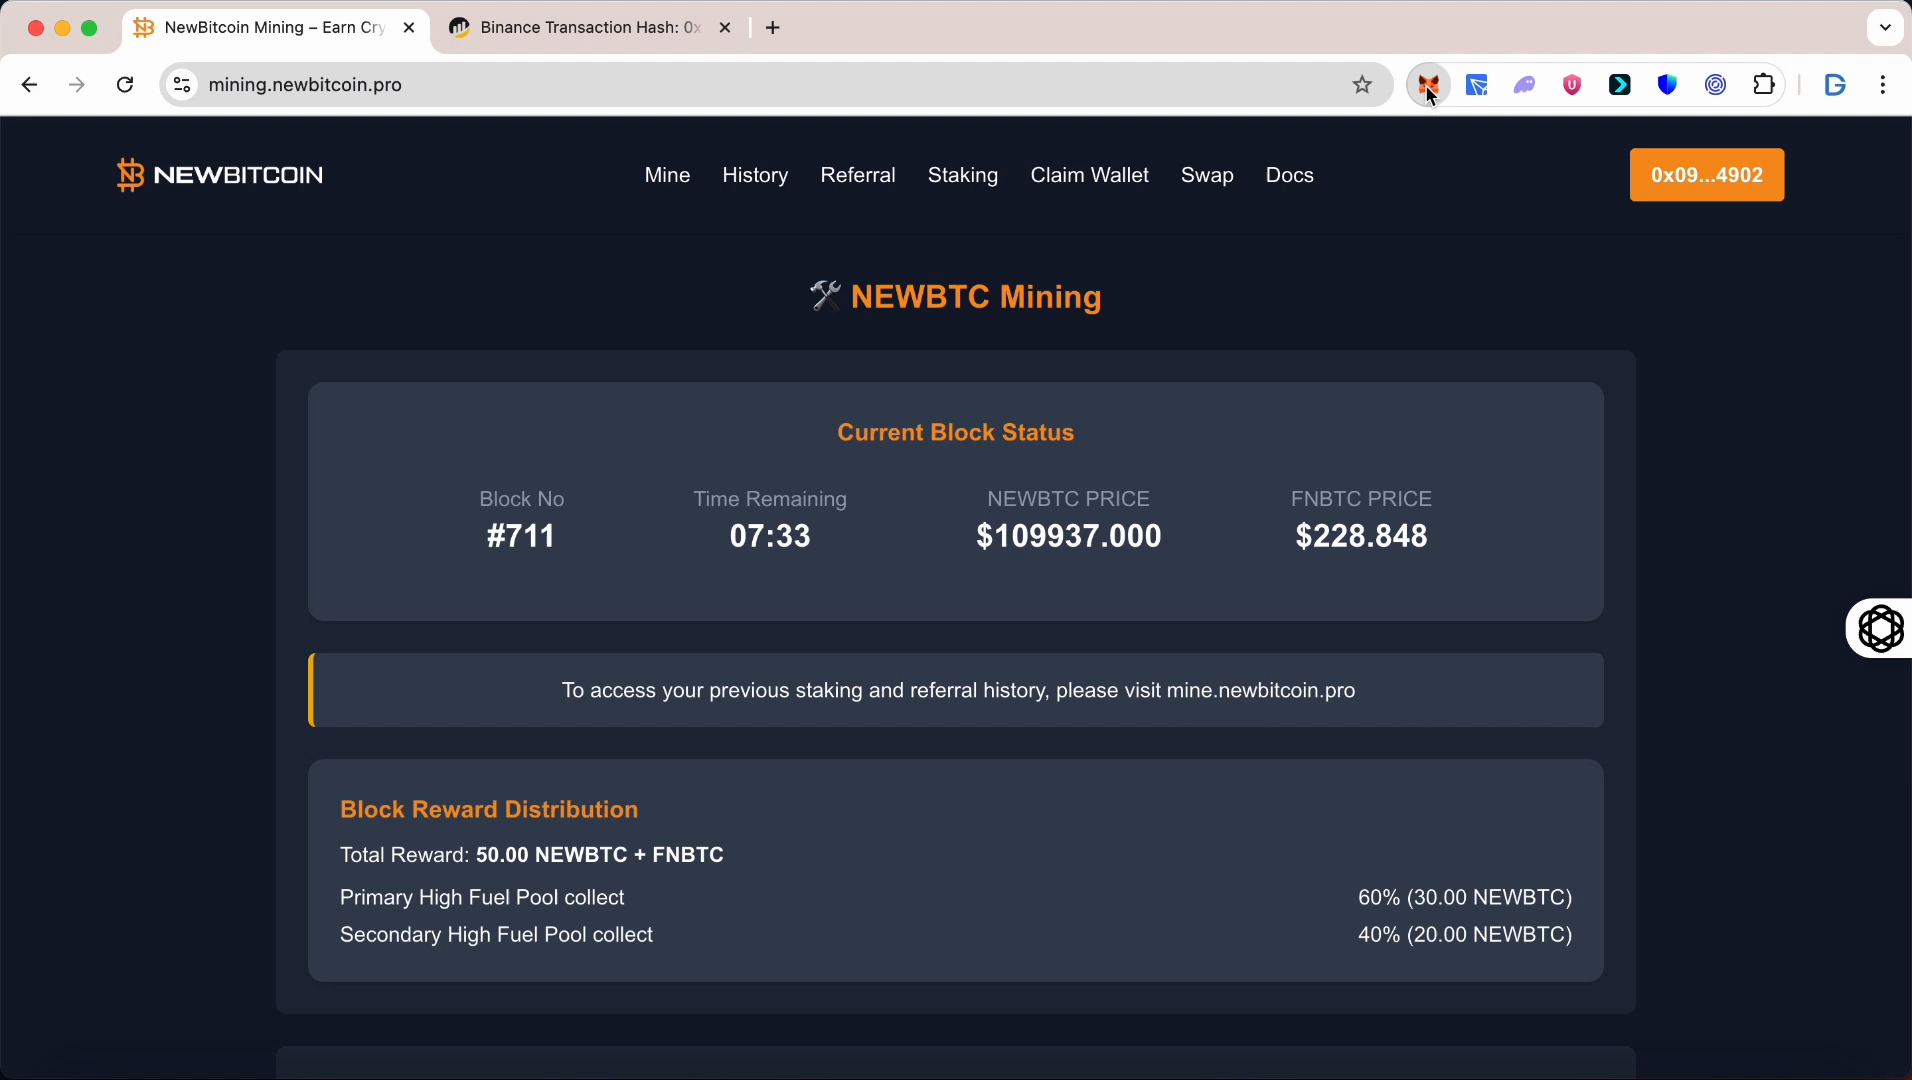 NewBitcoin Mining – Earn Cry
Binance Transaction Hash: 0x
mining.newbitcoin.pro
NEWBITCOIN
Mine
History
Referral
Staking
Claim Wallet
Swap
Docs
0x09...4902
NEWBTC Mining
Current Block Status
Block No
Time Remaining
NEWBTC PRICE
FNBTC PRICE
#711
07:33
$109937.000
$228.848
To access your previous staking and referral history, please visit mine.newbitcoin.pro
Block Reward Distribution
Total Reward: 50.00 NEWBTC + FNBTC
Primary High Fuel Pool collect
60% (30.00 NEWBTC)
Secondary High Fuel Pool collect
40% (20.00 NEWBTC)